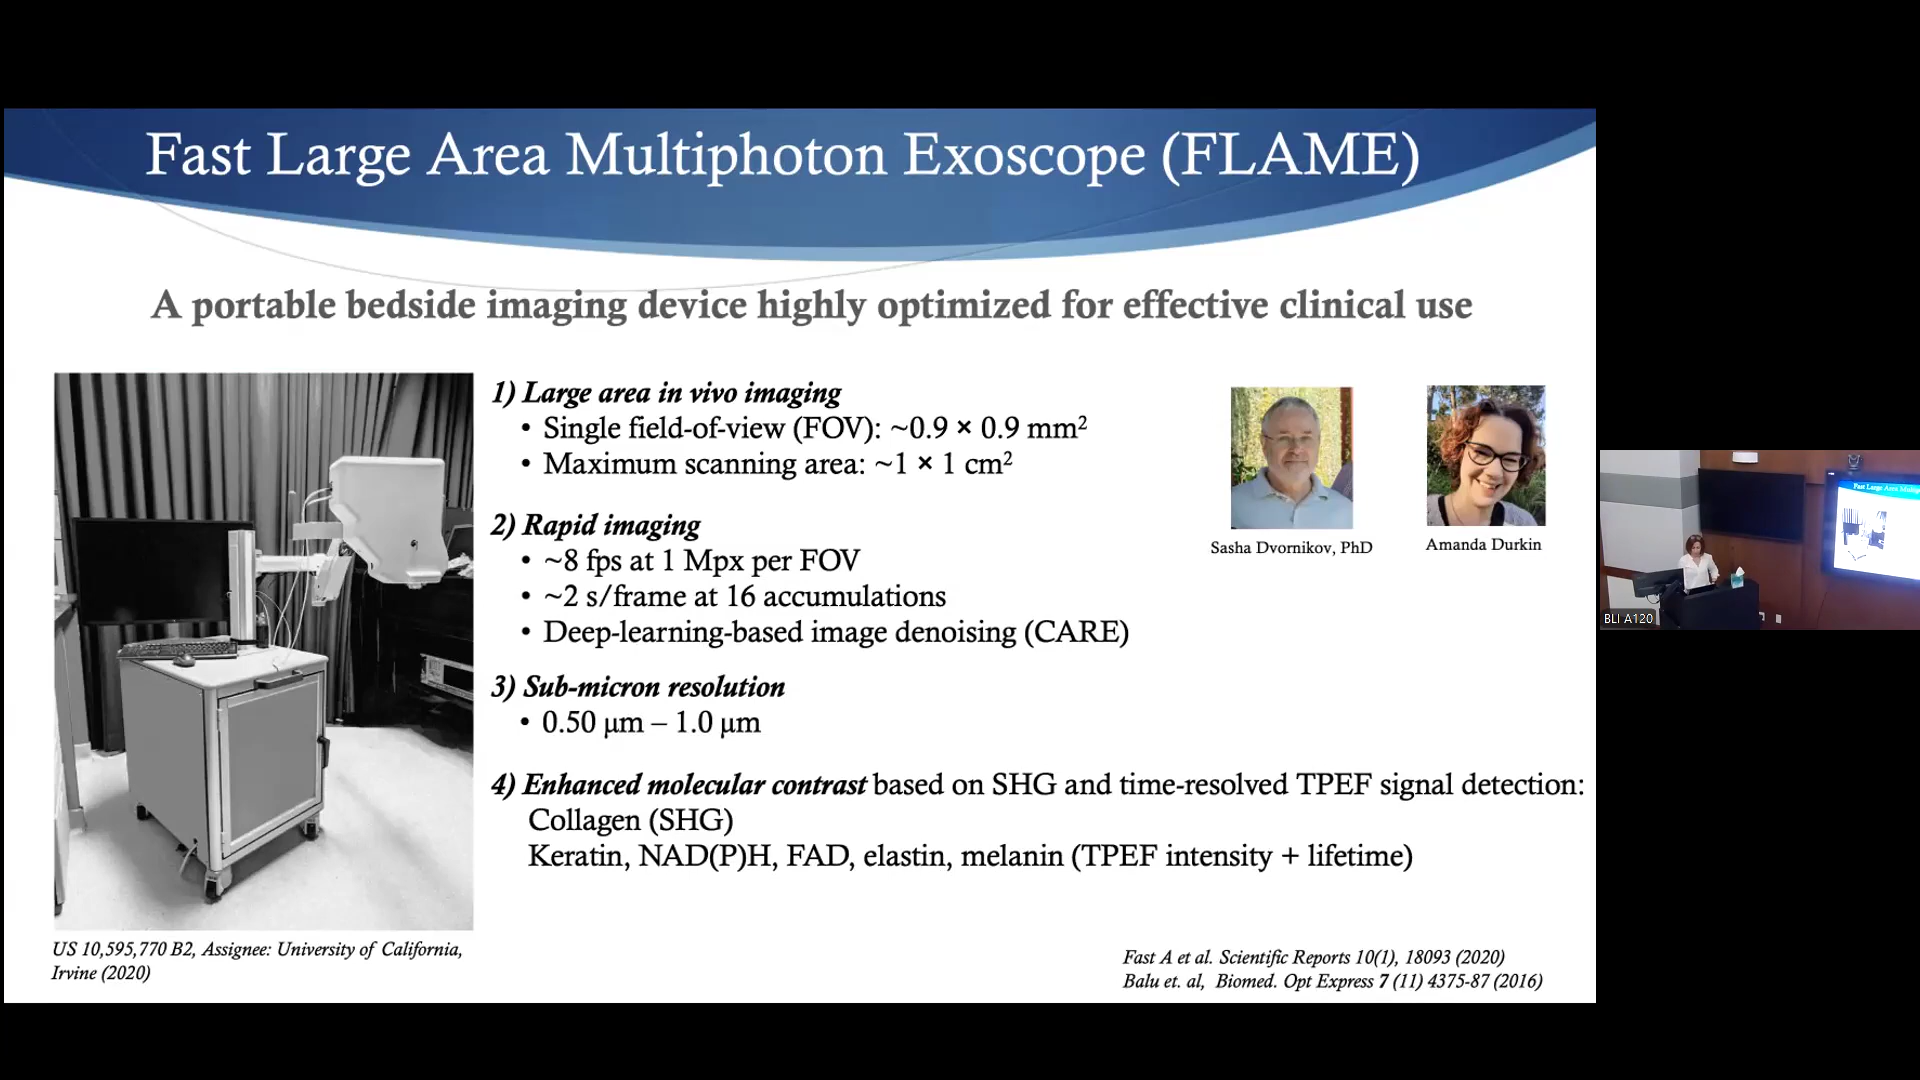 Fast Large Area Multiphoton Exoscope (FLAME)
A portable bedside imaging device highly optimized for effective clinical use
1) Large area in vivo imaging
• Single field-of-view (FOV): ~0.9 × 0.9 mm²
• Maximum scanning area: ~1 × 1 cm²
2) Rapid imaging
• ~8 fps at 1 Mpx per FOV
• ~2 s/frame at 16 accumulations
• Deep-learning-based image denoising (CARE)
3) Sub-micron resolution
• 0.50 µm – 1.0 µm
4) Enhanced molecular contrast based on SHG and time-resolved TPEF signal detection:
Collagen (SHG)
Keratin, NAD(P)H, FAD, elastin, melanin (TPEF intensity + lifetime)
Sasha Dvornikov, PhD
Amanda Durkin
US 10,595,770 B2, Assignee: University of California,
Irvine (2020)
Fast A et al. Scientific Reports 10(1), 18093 (2020)
Balu et. al, Biomed. Opt Express 7 (11) 4375-87 (2016)
Fast Large Area
BLI A120